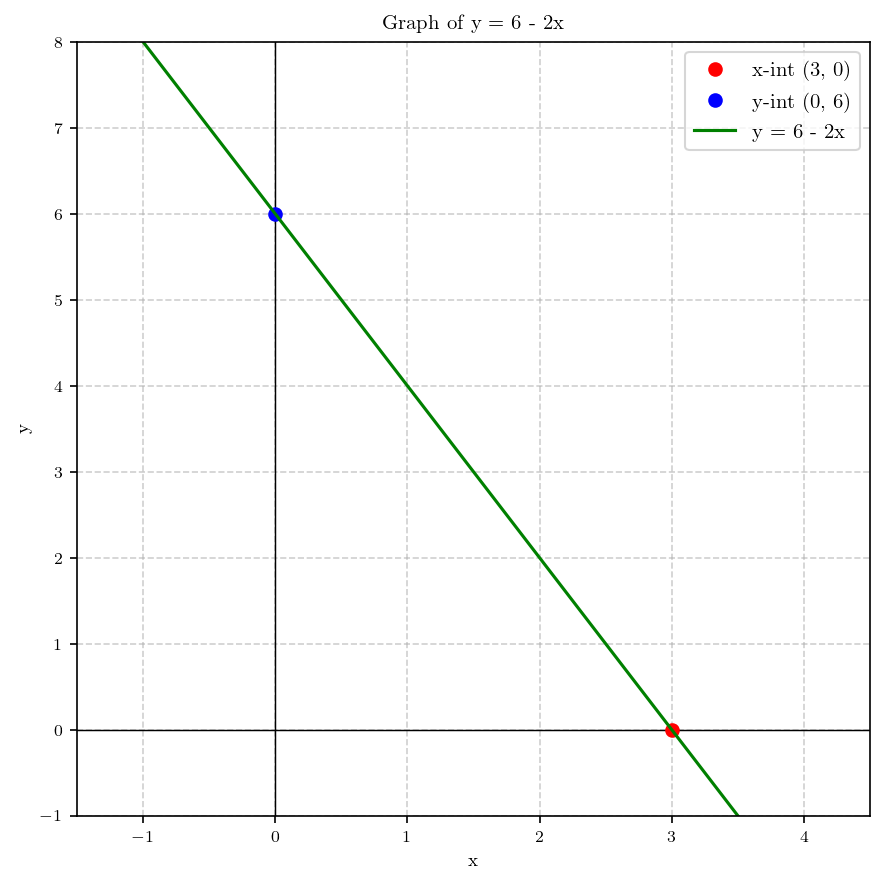 Graph of y = 6 - 2x
x-int (3, 0)
y-int (0, 6)
y = 6 - 2x
8
7
6
5
4
3
2
1
0
−1
y
−1 0 1 2 3 4
x